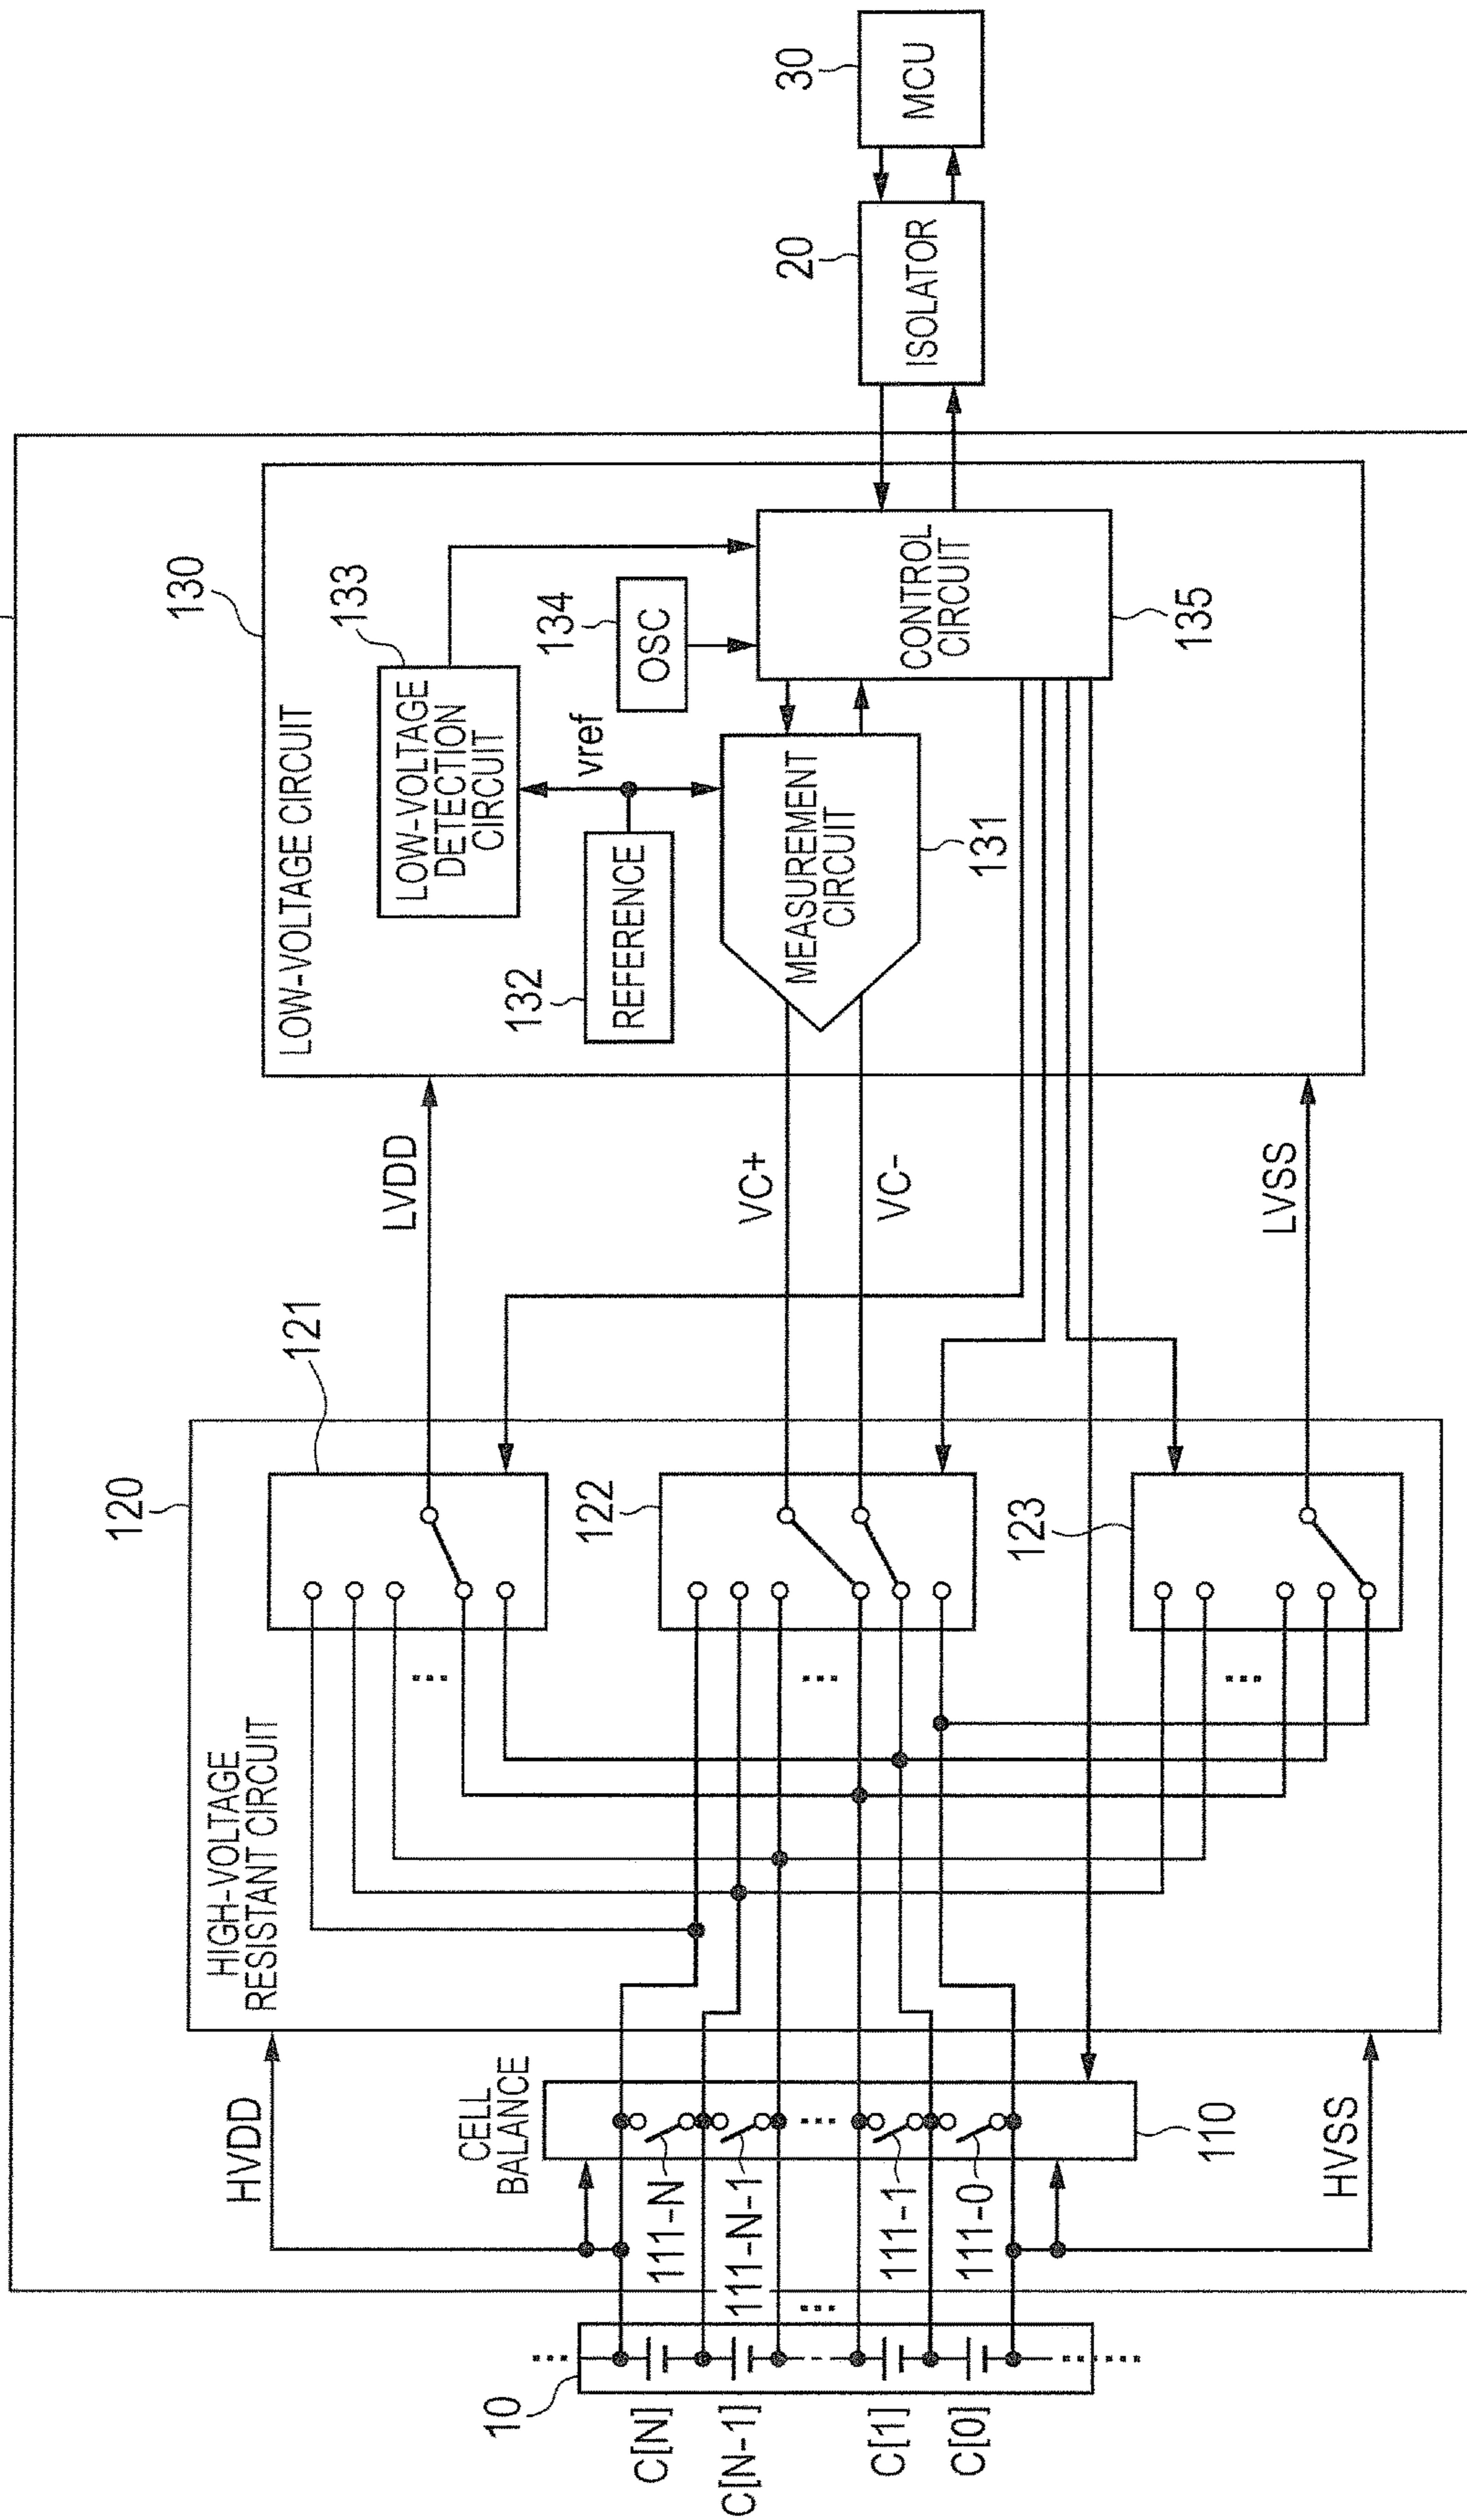 HVDD
HIGH-VOLTAGE
RESISTANT CIRCUIT
120
121
LVDD
130
LOW-VOLTAGE CIRCUIT
133
LOW-VOLTAGE
DETECTION
CIRCUIT
134
OSC
vref
132
REFERENCE
10
C[N]
C[N-1]]
C[1]
C[0]
CELL
BALANCE
111-N
111-N-1
111-1
111-0
110
122
VC+
VC-
MEASUREMENT
CIRCUIT
131
CONTROL
CIRCUIT
135
20
ISOLATOR
30
MCU
123
HVSS
LVSS